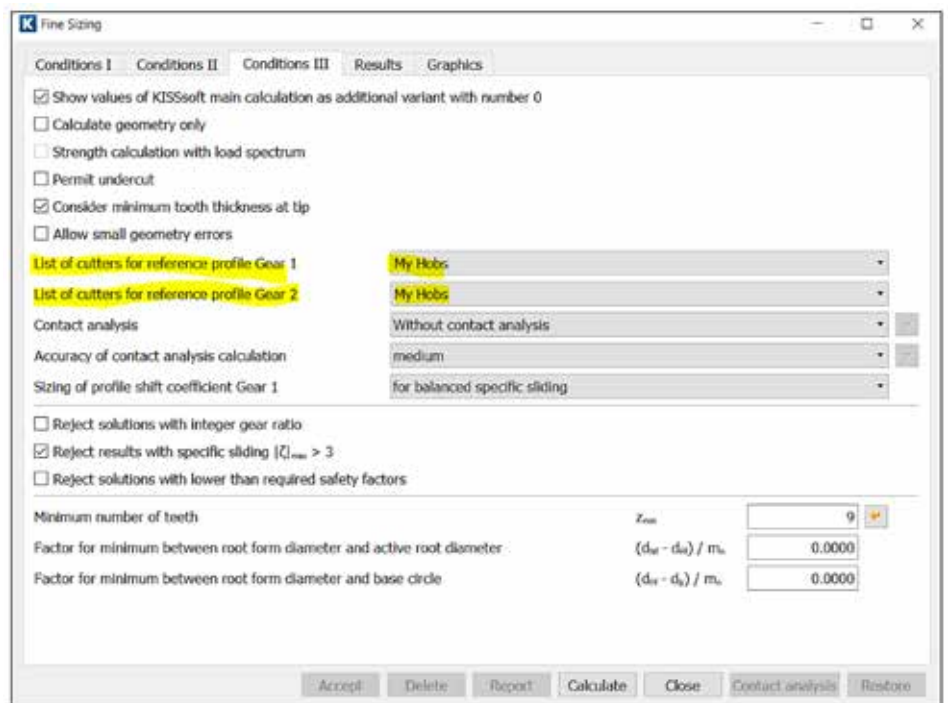 K Fine Sizing
Conditions I Conditions II Conditions III Results Graphics
Show values of KISSsoft main calculation as additional variant with number 0
Calculate geometry only
Strength calculation with load spectrum
Permit undercut
Consider minimum tooth thickness at tip
Allow small geometry errors
List of cutters for reference profile Gear 1 My Hobs
List of cutters for reference profile Gear 2 My Hobs
Contact analysis Without contact analysis
Accuracy of contact analysis calculation medium
Sizing of profile shift coefficient Gear 1 for balanced specific sliding
Reject solutions with integer gear ratio
Reject results with specific sliding |ζ|max > 3
Reject solutions with lower than required safety factors
Minimum number of teeth zmin 9
Factor for minimum between root form diameter and active root diameter 0.0000
Factor for minimum between root form diameter and base circle 0.0000
Accept Delete Report Calculate Close Contact analysis Restore